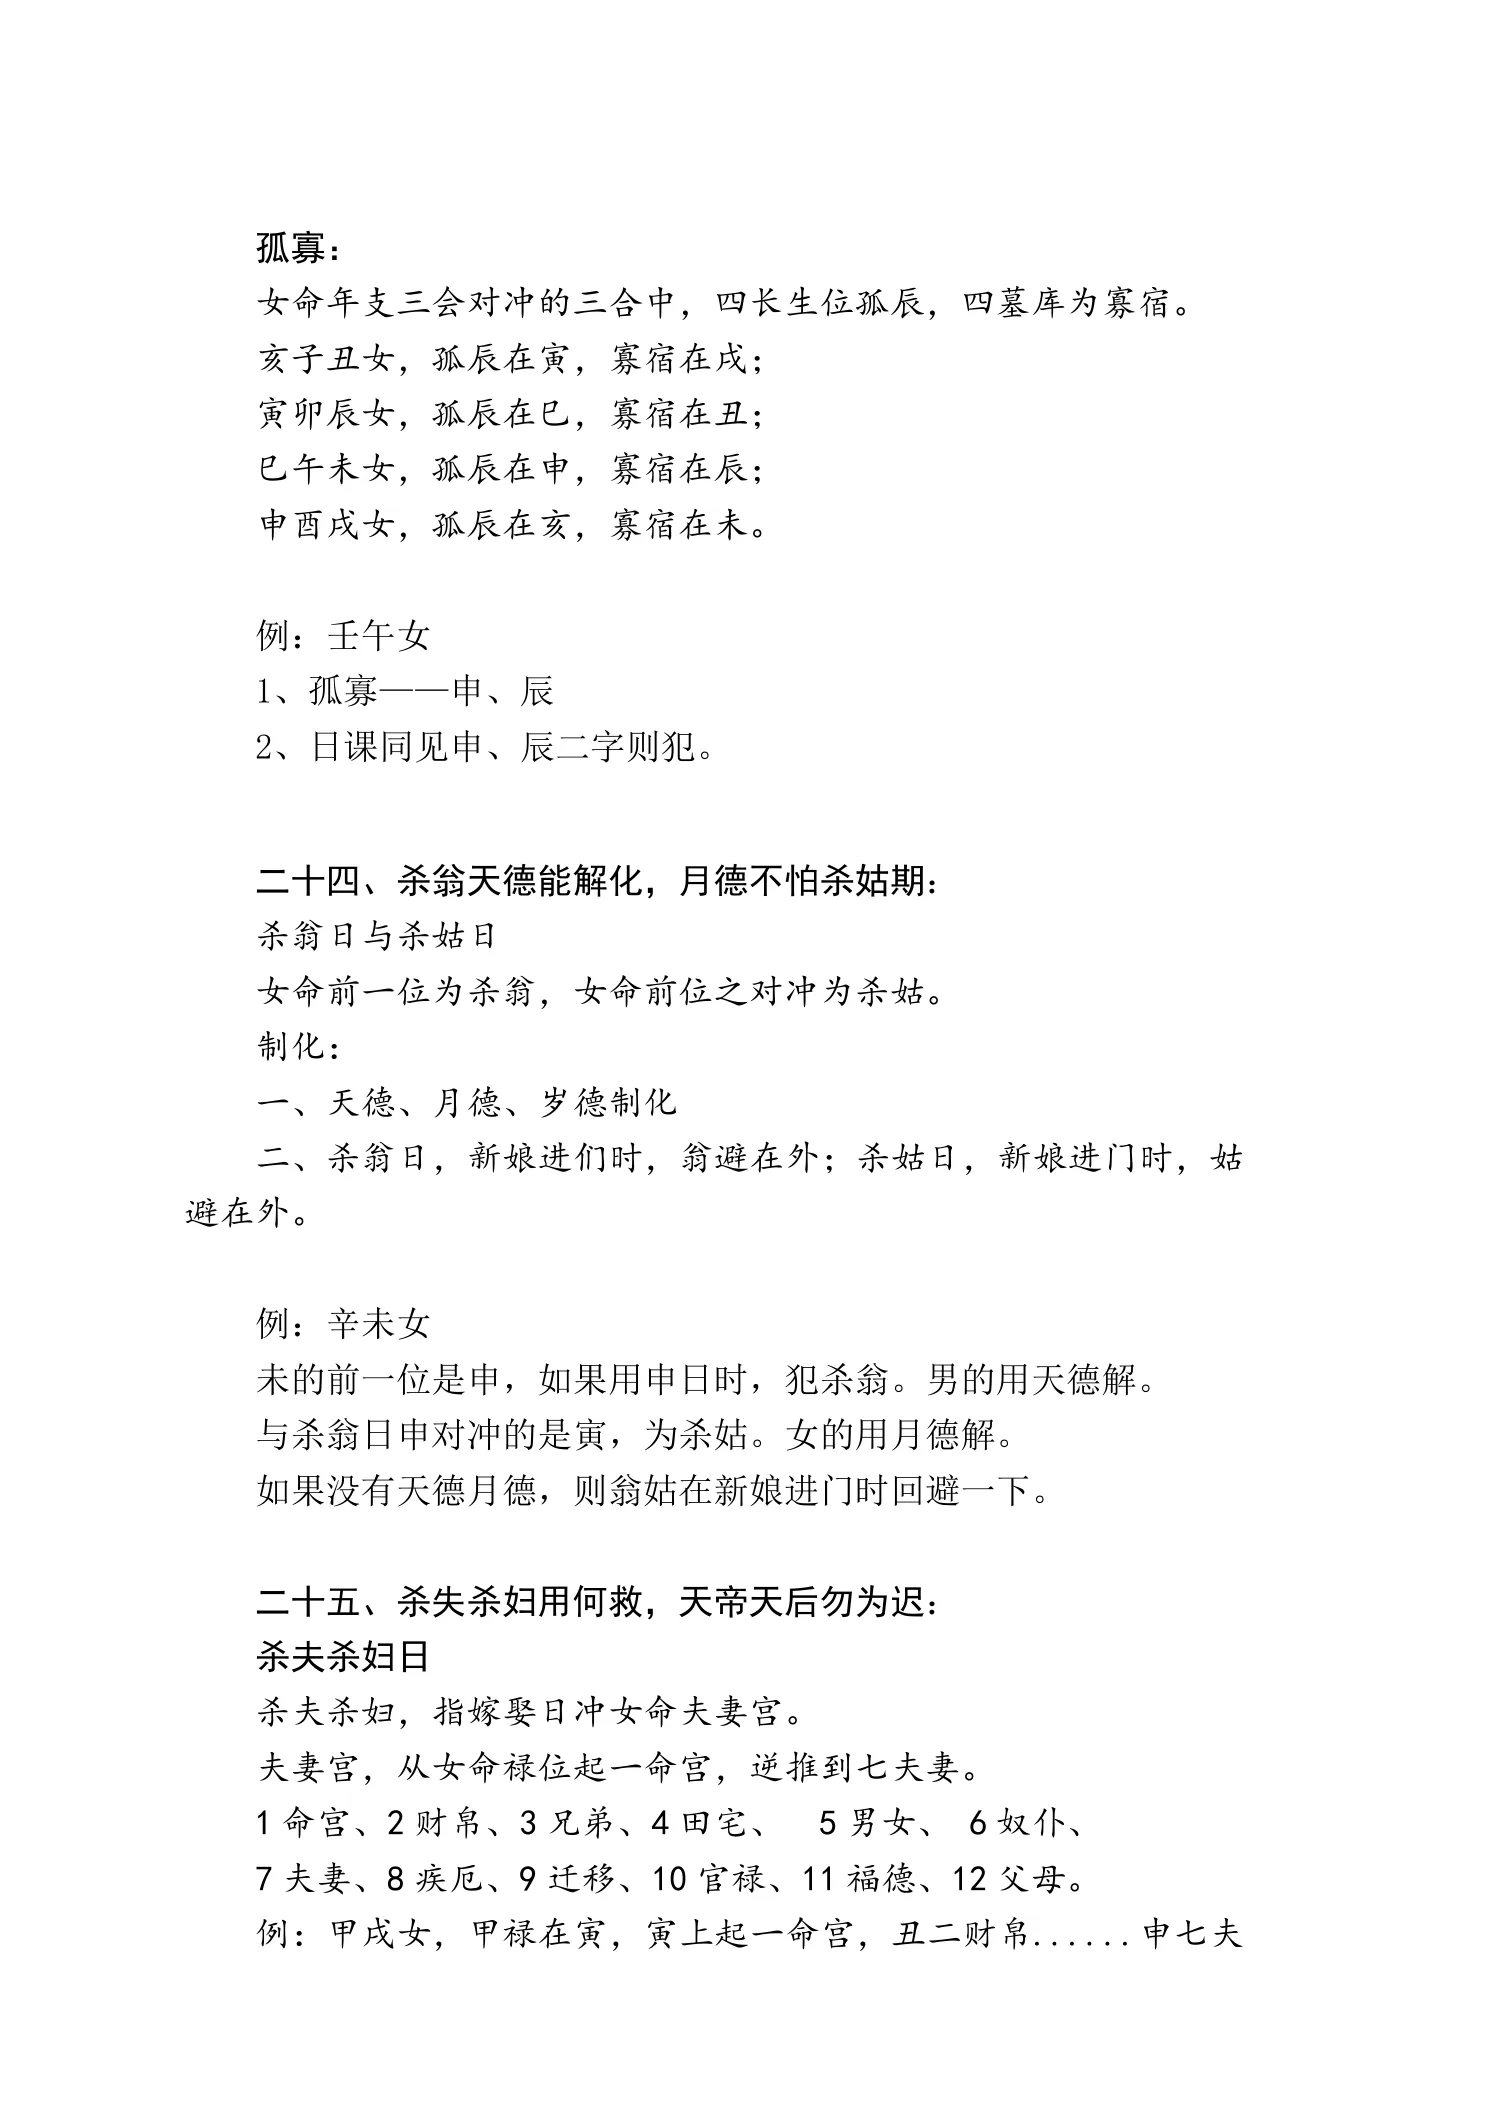 孤寡：
女命年支三会对冲的三合中，四长生位孤辰，四墓库为寡宿。
亥子丑女，孤辰在寅，寡宿在戌；
寅卯辰女，孤辰在巳，寡宿在丑；
巳午未女，孤辰在申，寡宿在辰；
申酉戌女，孤辰在亥，寡宿在未。
例：壬午女
1、孤寡——申、辰
2、日课同见申、辰二字则犯。
二十四、杀翁天德能解化，月德不怕杀姑期：
杀翁日与杀姑日
女命前一位为杀翁，女命前位之对冲为杀姑。
制化：
一、天德、月德、岁德制化
二、杀翁日，新娘进们时，翁避在外；杀姑日，新娘进门时，姑
避在外。
例：辛未女
未的前一位是申，如果用申日时，犯杀翁。男的用天德解。
与杀翁日申对冲的是寅，为杀姑。女的用月德解。
如果没有天德月德，则翁姑在新娘进门时回避一下。
二十五、杀失杀妇用何救，天帝天后勿为迟：
杀夫杀妇日
杀夫杀妇，指嫁娶日冲女命夫妻宫。
夫妻宫，从女命禄位起一命宫，逆推到七夫妻。
1 命宫、2 财帛、3 兄弟、4 田宅、 5 男女、 6 奴仆、
7 夫妻、8 疾厄、9 迁移、10 官禄、11 福德、12 父母。
例：甲戌女，甲禄在寅，寅上起一命宫，丑二财帛......申七夫